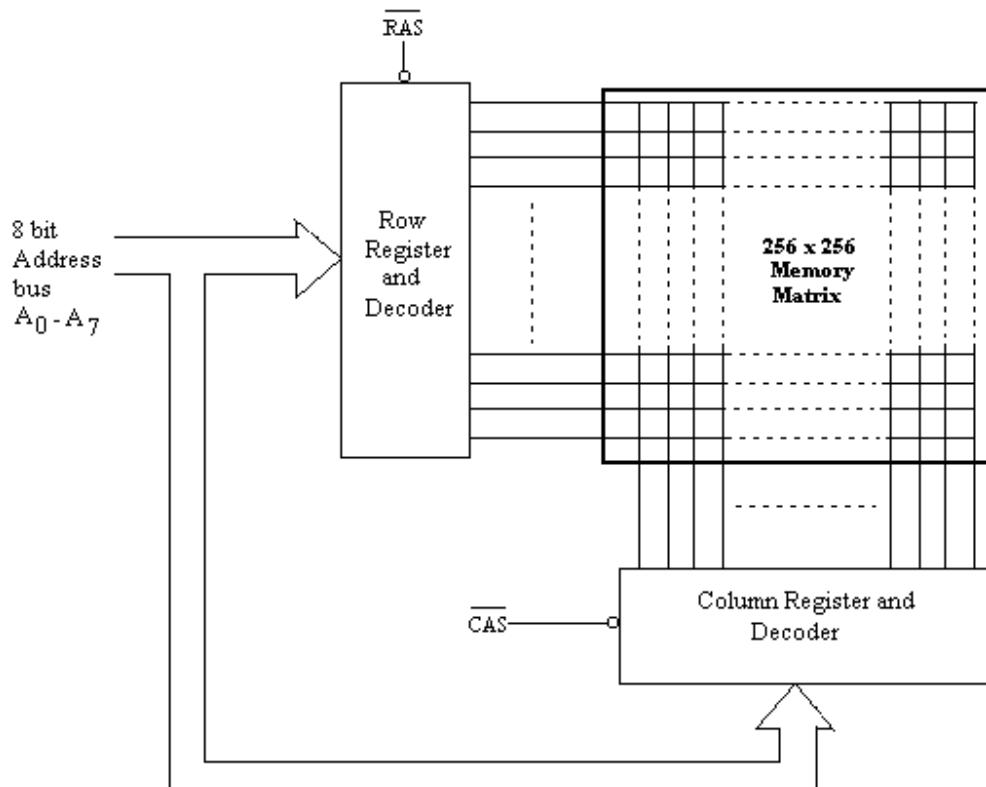 RAS
8 bit
Address
bus
A0 - A7
Row
Register
and
Decoder
256 x 256
Memory
Matrix
CAS
Column Register and
Decoder